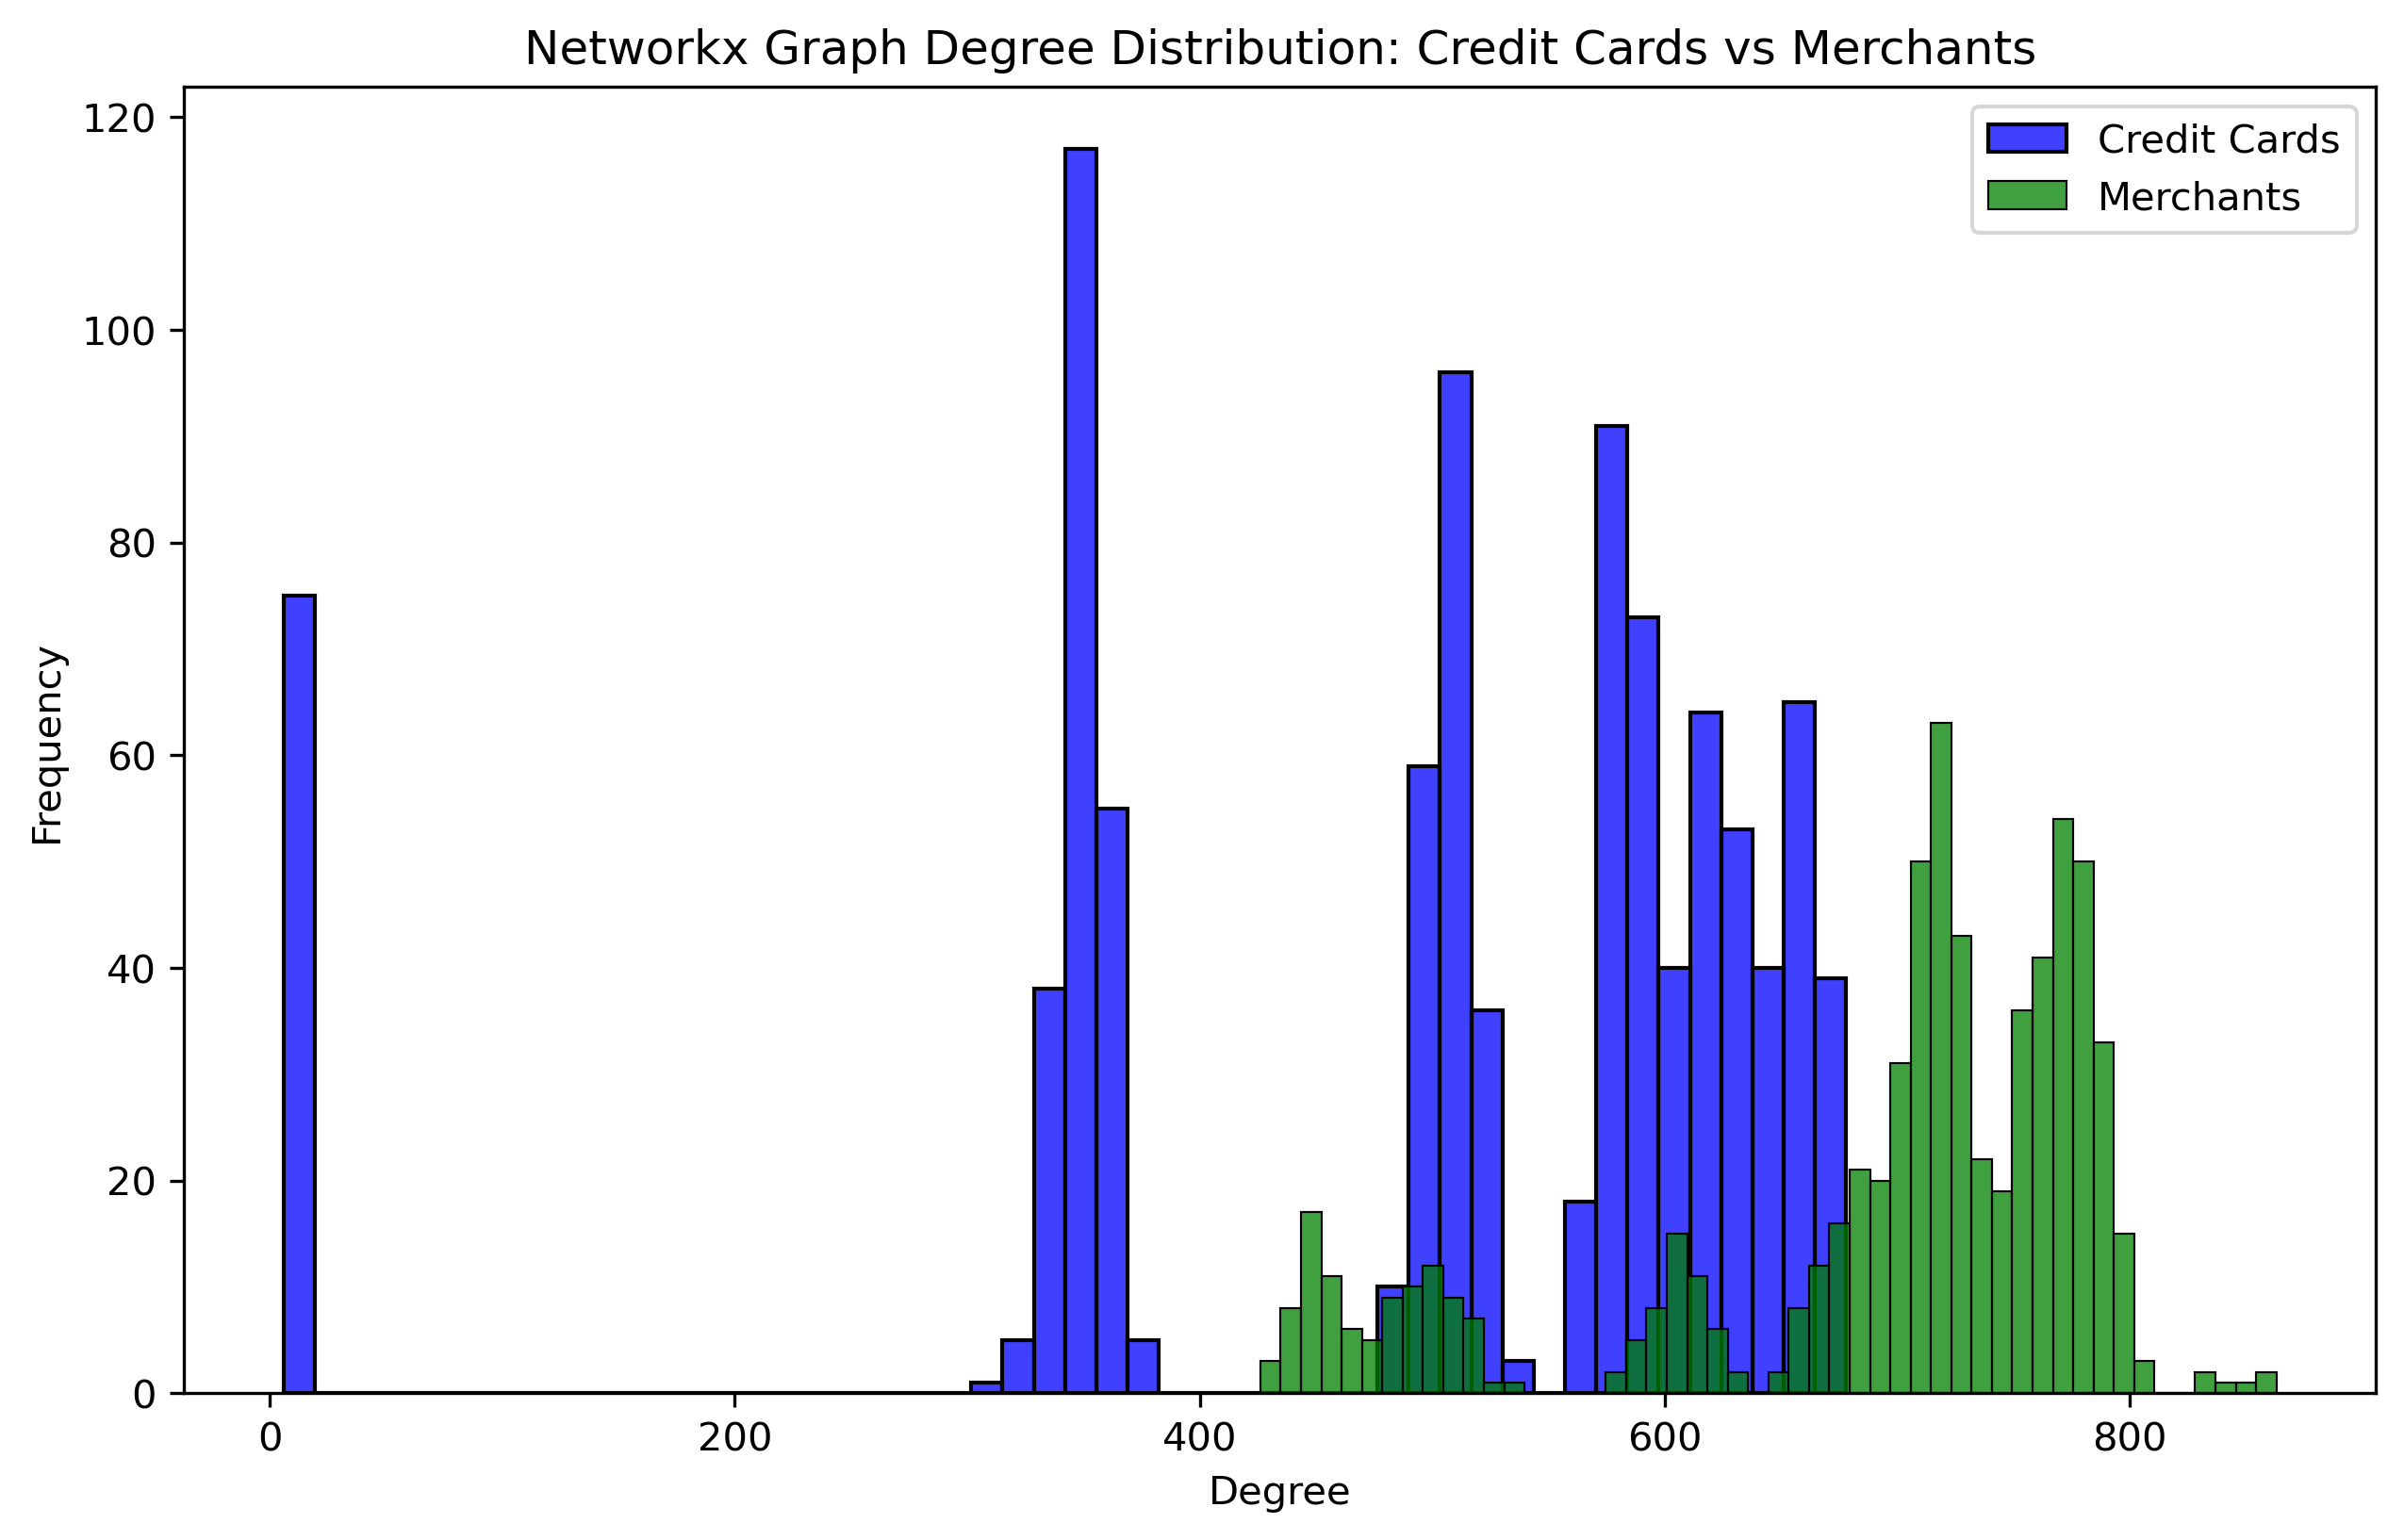 Networkx Graph Degree Distribution: Credit Cards vs Merchants
Credit Cards
Merchants
Frequency
120
100
80
60
40
20
0
0 200 400 600 800
Degree